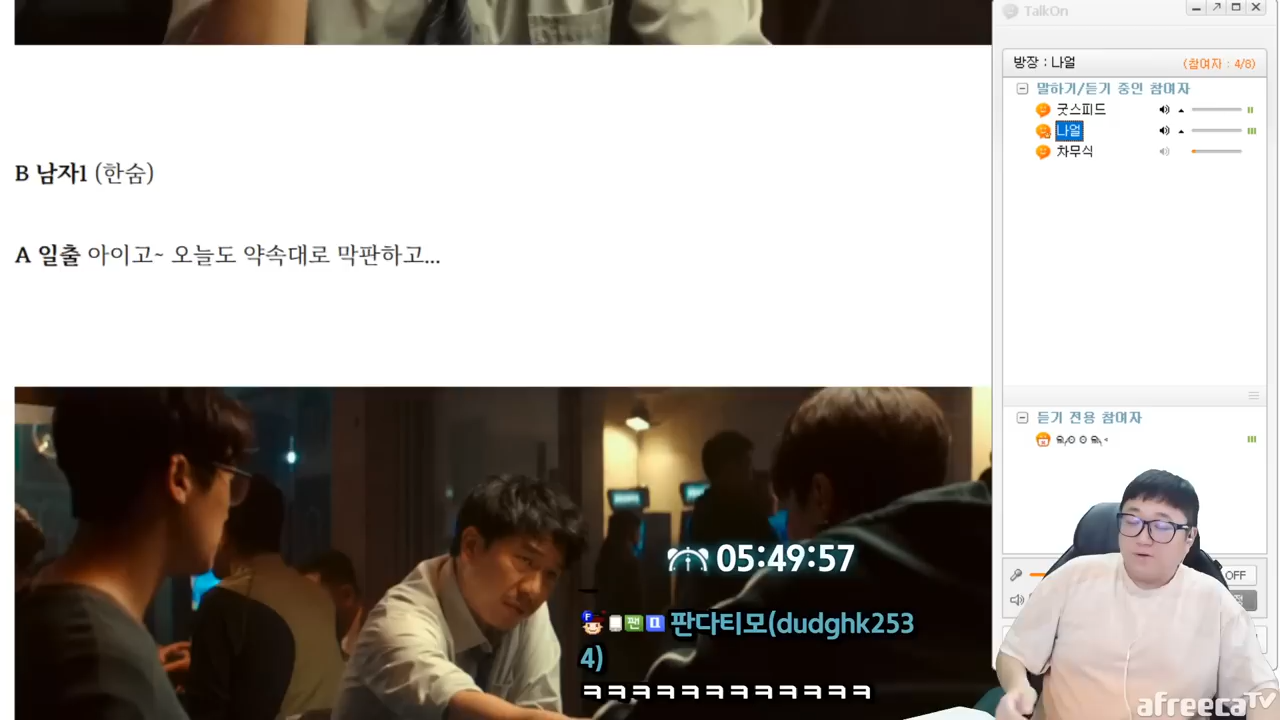 TalkOn
방장 : 나얼
(참여자 : 4/8)
말하기/듣기 중인 참여자
굿스피드
나얼
차무식
B 남자1 (한숨)
A 일출 아이고~ 오늘도 약속대로 막판하고...
듣기 전용 참여자
05:49:57
F 팬 판다티모(dudghk253
4)
ㅋㅋㅋㅋㅋㅋㅋㅋㅋㅋㅋㅋ
OFF
afreecaTV